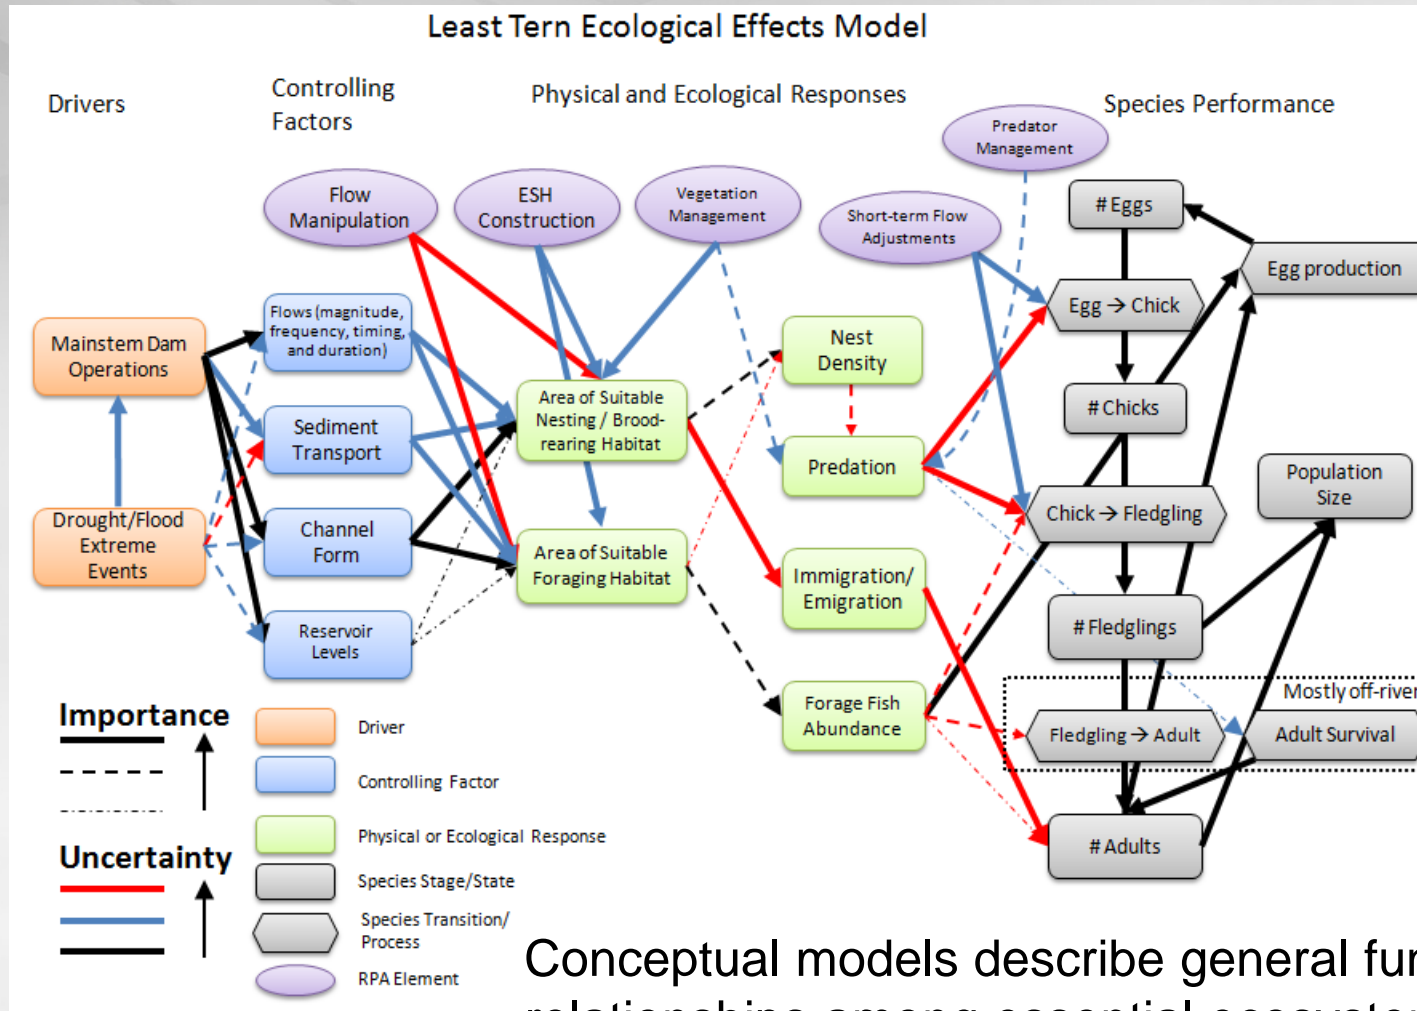 Least Tern Ecological Effects Model
Drivers
Controlling
Factors
Physical and Ecological Responses
Species Performance
Predator
Management
Flow
Manipulation
ESH
Construction
Vegetation
Management
Short-term Flow
Adjustments
# Eggs
Egg production
Egg → Chick
Flows (magnitude,
frequency, timing,
and duration)
Mainstem Dam
Operations
Nest
Density
Area of Suitable
Nesting / Brood-
rearing Habitat
# Chicks
Sediment
Transport
Predation
Population
Size
Drought/Flood
Extreme
Events
Channel
Form
Area of Suitable
Foraging Habitat
Chick → Fledgling
Immigration/
Emigration
Reservoir
Levels
# Fledglings
Mostly off-river
Forage Fish
Abundance
Fledgling → Adult
Adult Survival
# Adults
Importance
Uncertainty
Driver
Controlling Factor
Physical or Ecological Response
Species Stage/State
Species Transition/
Process
RPA Element
Conceptual models describe general fu